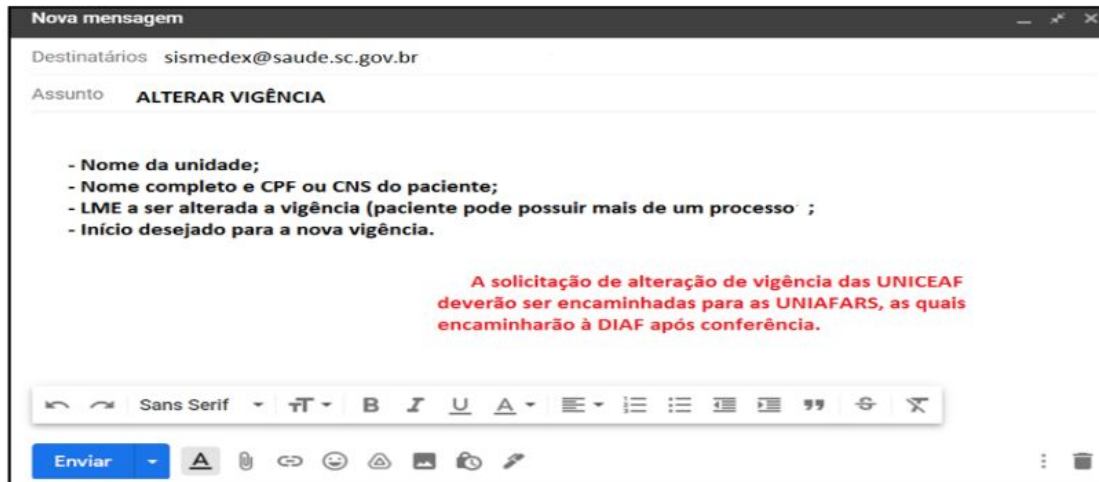 Nova mensagem
Destinatários sismedex@saude.sc.gov.br
Assunto ALTERAR VIGÊNCIA
- Nome da unidade;
- Nome completo e CPF ou CNS do paciente;
- LME a ser alterada a vigência (paciente pode possuir mais de um processo ;
- Início desejado para a nova vigência.
A solicitação de alteração de vigência das UNICEAF
deverão ser encaminhadas para as UNIAFARS, as quais
encaminharão à DIAF após conferência.
Sans Serif
Enviar